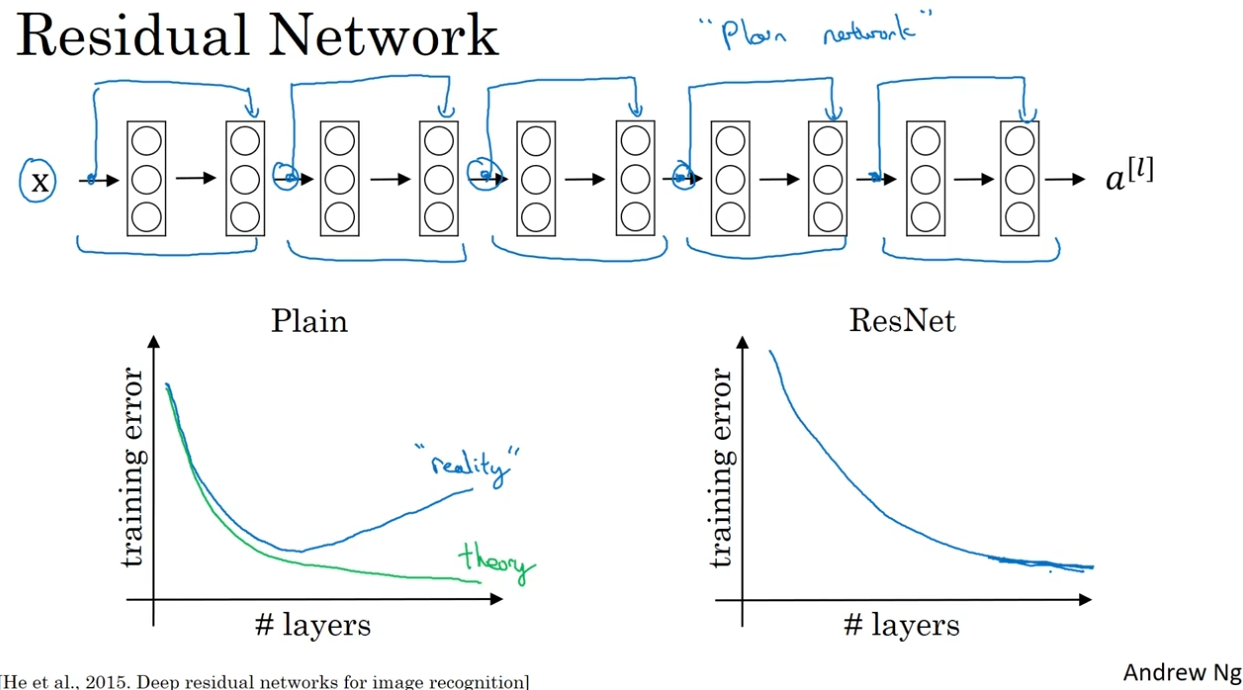 Residual Network
"Plain network"
x
a[l]
Plain
ResNet
training error
"reality"
theory
# layers
training error
# layers
[He et al., 2015. Deep residual networks for image recognition]
Andrew Ng